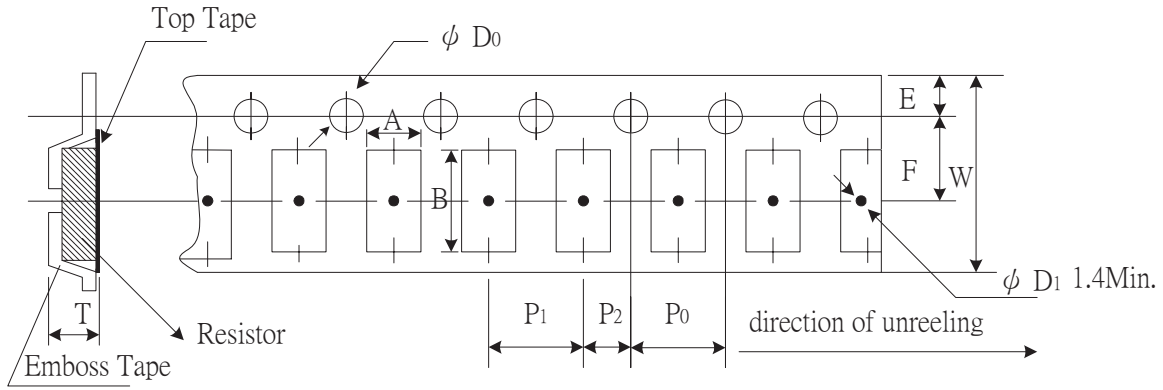 Top Tape
ψ D0
E
A
F
W
B
ψ D1 1.4Min.
T
P1
P2
P0
direction of unreeling
Resistor
Emboss Tape